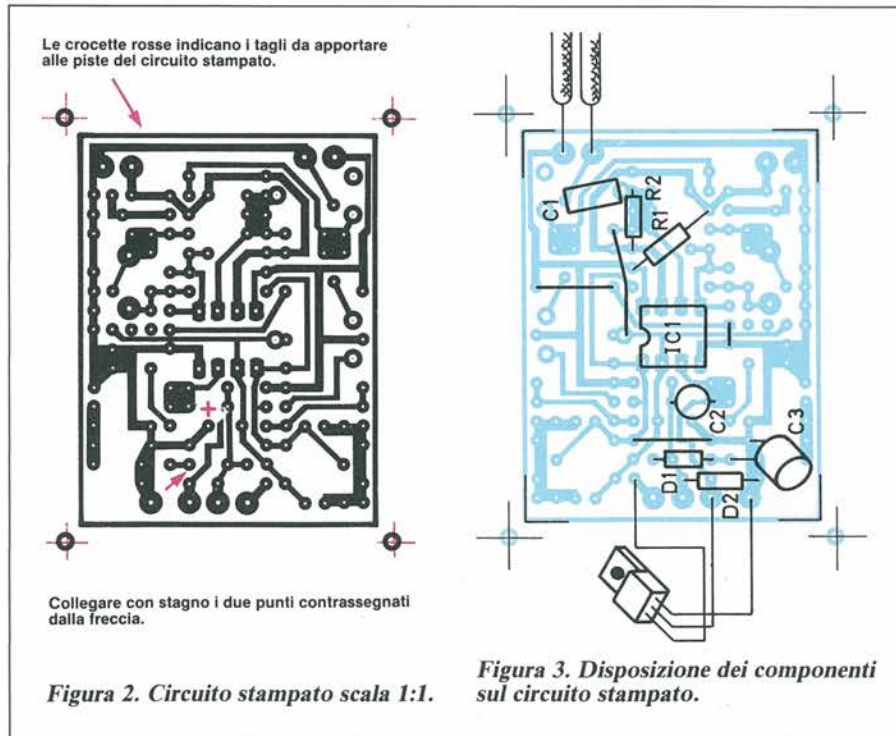 Le crocette rosse indicano i tagli da apportare
alle piste del circuito stampato.
Collegare con stagno i due punti contrassegnati
dalla freccia.
Figura 2. Circuito stampato scala 1:1.
C1
R2
R1
IC1
C2
C3
D1
D2
Figura 3. Disposizione dei componenti
sul circuito stampato.